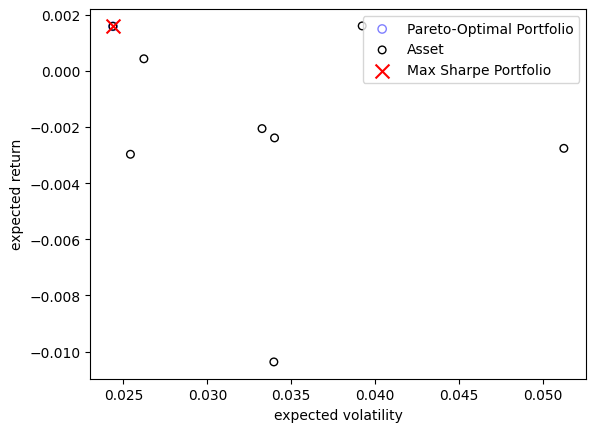 Pareto-Optimal Portfolio
Asset
Max Sharpe Portfolio
0.002
0.000
−0.002
−0.004
−0.006
−0.008
−0.010
expected return
0.025
0.030
0.035
0.040
0.045
0.050
expected volatility